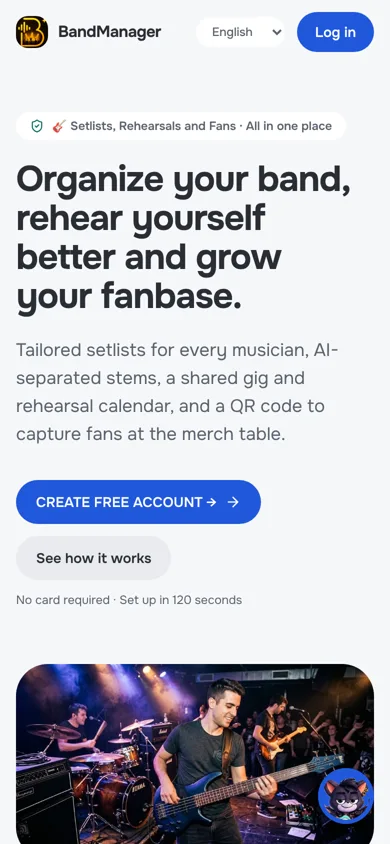 BandManager
English
Log in
🎸 Setlists, Rehearsals and Fans · All in one place
Organize your band,
rehear yourself
better and grow
your fanbase.
Tailored setlists for every musician, AI-
separated stems, a shared gig and
rehearsal calendar, and a QR code to
capture fans at the merch table.
CREATE FREE ACCOUNT → →
See how it works
No card required · Set up in 120 seconds
TAMA